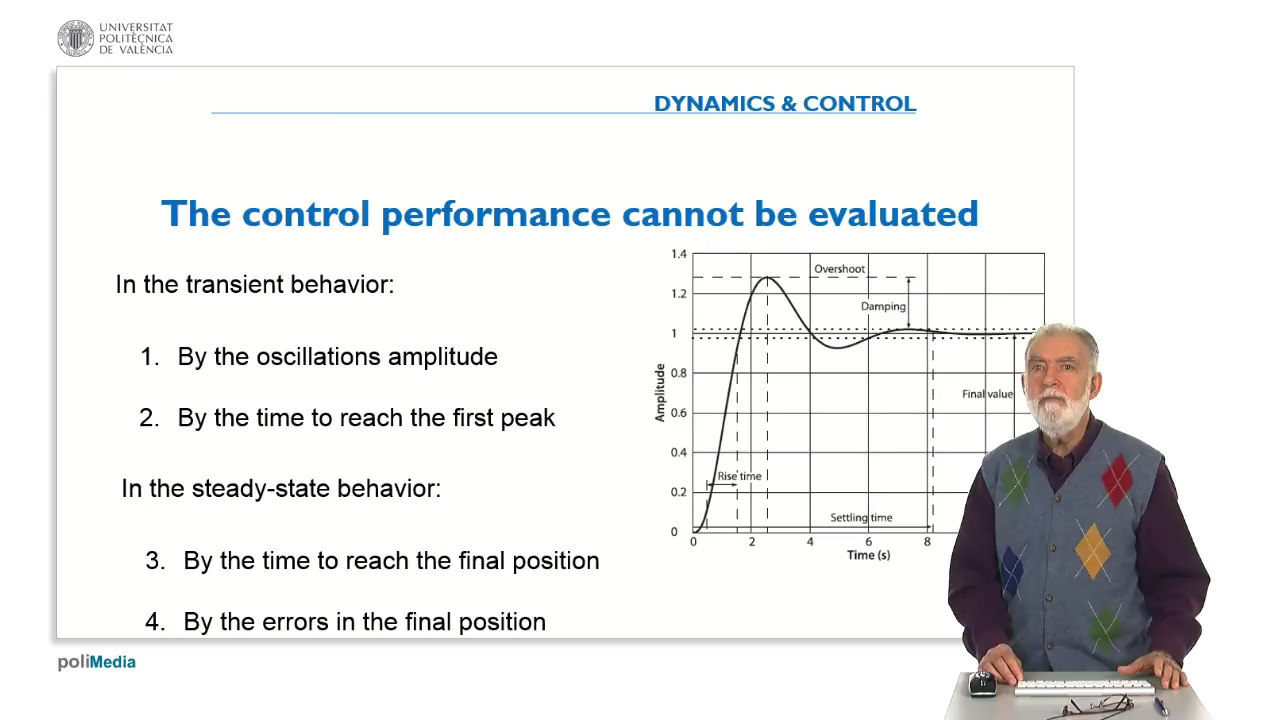 UNIVERSITAT
POLITÈCNICA
DE VALÈNCIA
DYNAMICS & CONTROL
The control performance cannot be evaluated
In the transient behavior:
1. By the oscillations amplitude
2. By the time to reach the first peak
In the steady-state behavior:
3. By the time to reach the final position
4. By the errors in the final position
1.4
1.2
1
0.8
0.6
0.4
0.2
0
Amplitude
Overshoot
Damping
Final value
Rise time
Settling time
0 2 4 6 8
Time (s)
poliMedia